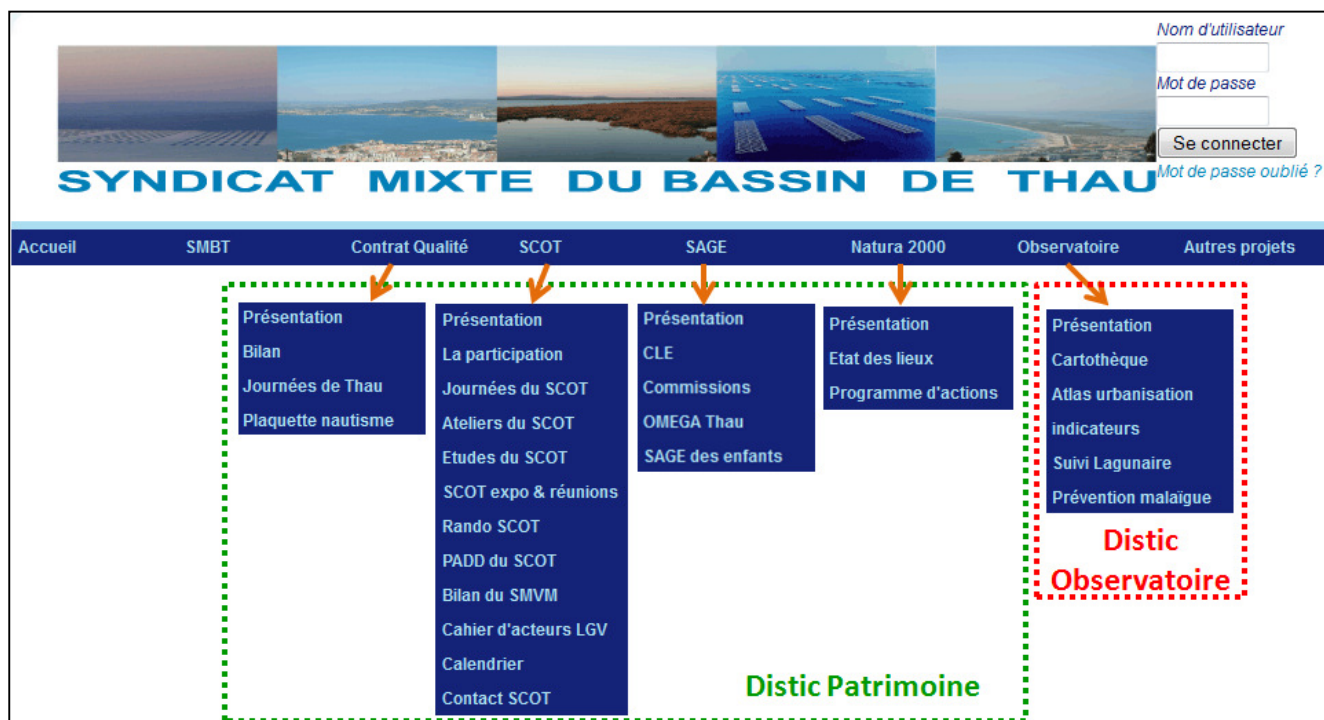 Nom d'utilisateur
Mot de passe
Se connecter
Mot de passe oublié ?
SYNDICAT MIXTE DU BASSIN DE THAU
Accueil SMBT Contrat Qualité SCOT SAGE Natura 2000 Observatoire Autres projets
Présentation
Bilan
Journées de Thau
Plaquette nautisme
Présentation
La participation
Journées du SCOT
Ateliers du SCOT
Etudes du SCOT
SCOT expo & réunions
Rando SCOT
PADD du SCOT
Bilan du SMVM
Cahier d'acteurs LGV
Calendrier
Contact SCOT
Présentation
CLE
Commissions
OMEGA Thau
SAGE des enfants
Présentation
Etat des lieux
Programme d'actions
Distic Patrimoine
Présentation
Cartothèque
Atlas urbanisation
indicateurs
Suivi Lagunaire
Prévention malaïgue
Distic
Observatoire